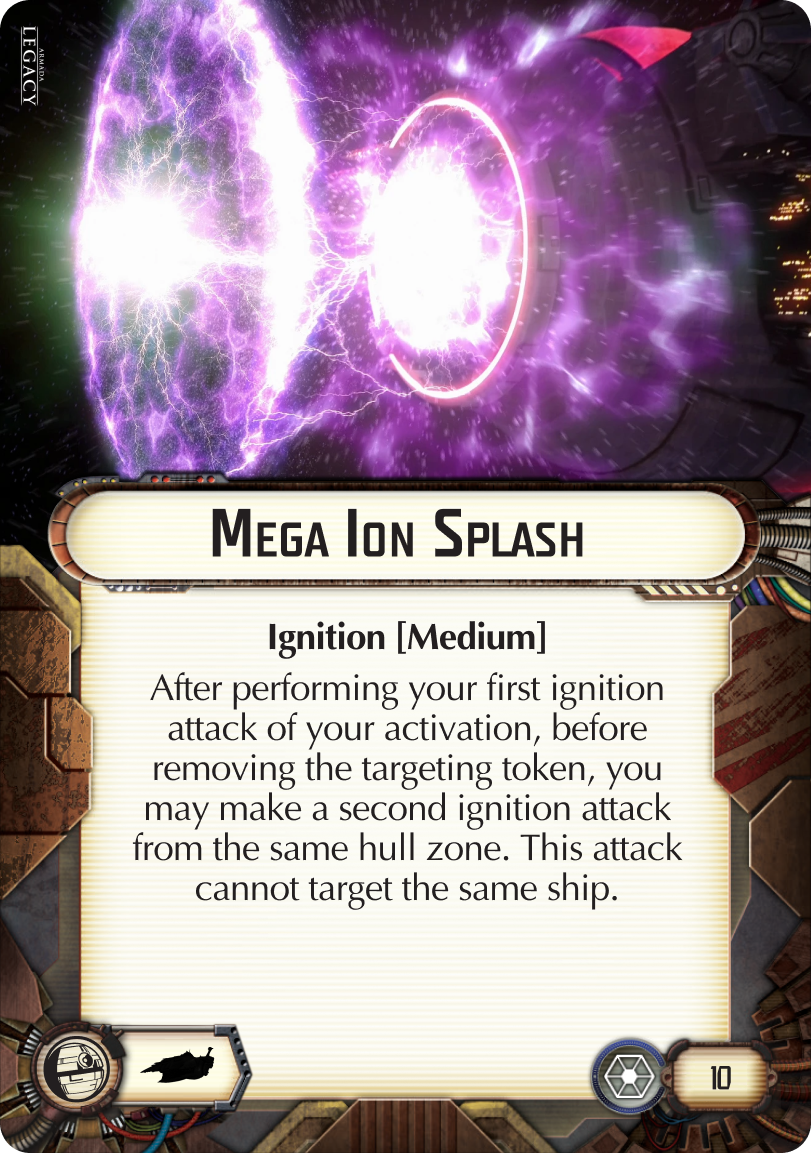 ARMADA
LEGACY
Mega Ion Splash
Ignition [Medium]
After performing your first ignition
attack of your activation, before
removing the targeting token, you
may make a second ignition attack
from the same hull zone. This attack
cannot target the same ship.
10